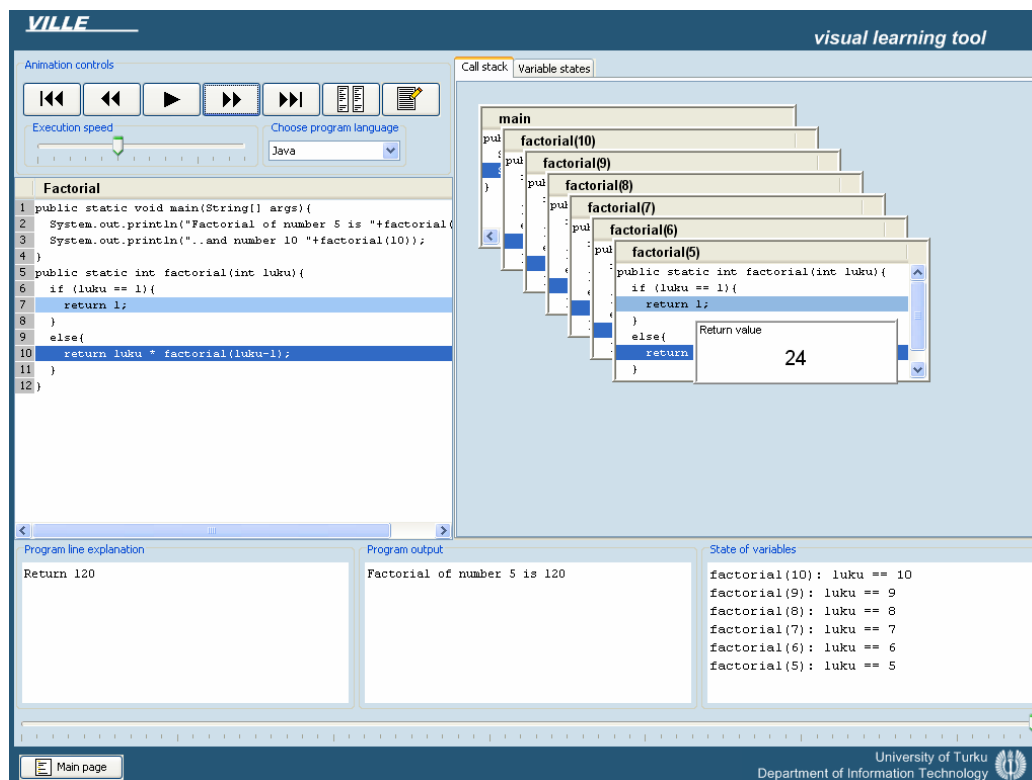 VILLE
visual learning tool
Animation controls
Execution speed
Choose program language
Java
Factorial
1 public static void main(String[] args){
2 System.out.println("Factorial of number 5 is "+factorial(
3 System.out.println("..and number 10 "+factorial(10));
4 }
5 public static int factorial(int luku){
6 if (luku == 1){
7 return 1;
8 }
9 else{
10 return luku * factorial(luku-1);
11 }
12 }
Call stack
Variable states
main
factorial(10)
factorial(9)
factorial(8)
factorial(7)
factorial(6)
factorial(5)
public static int factorial(int luku){
if (luku == 1){
return 1;
}
else{
return
}
Return value
24
Program line explanation
Return 120
Program output
Factorial of number 5 is 120
State of variables
factorial(10): luku == 10
factorial(9): luku == 9
factorial(8): luku == 8
factorial(7): luku == 7
factorial(6): luku == 6
factorial(5): luku == 5
Main page
University of Turku
Department of Information Technology